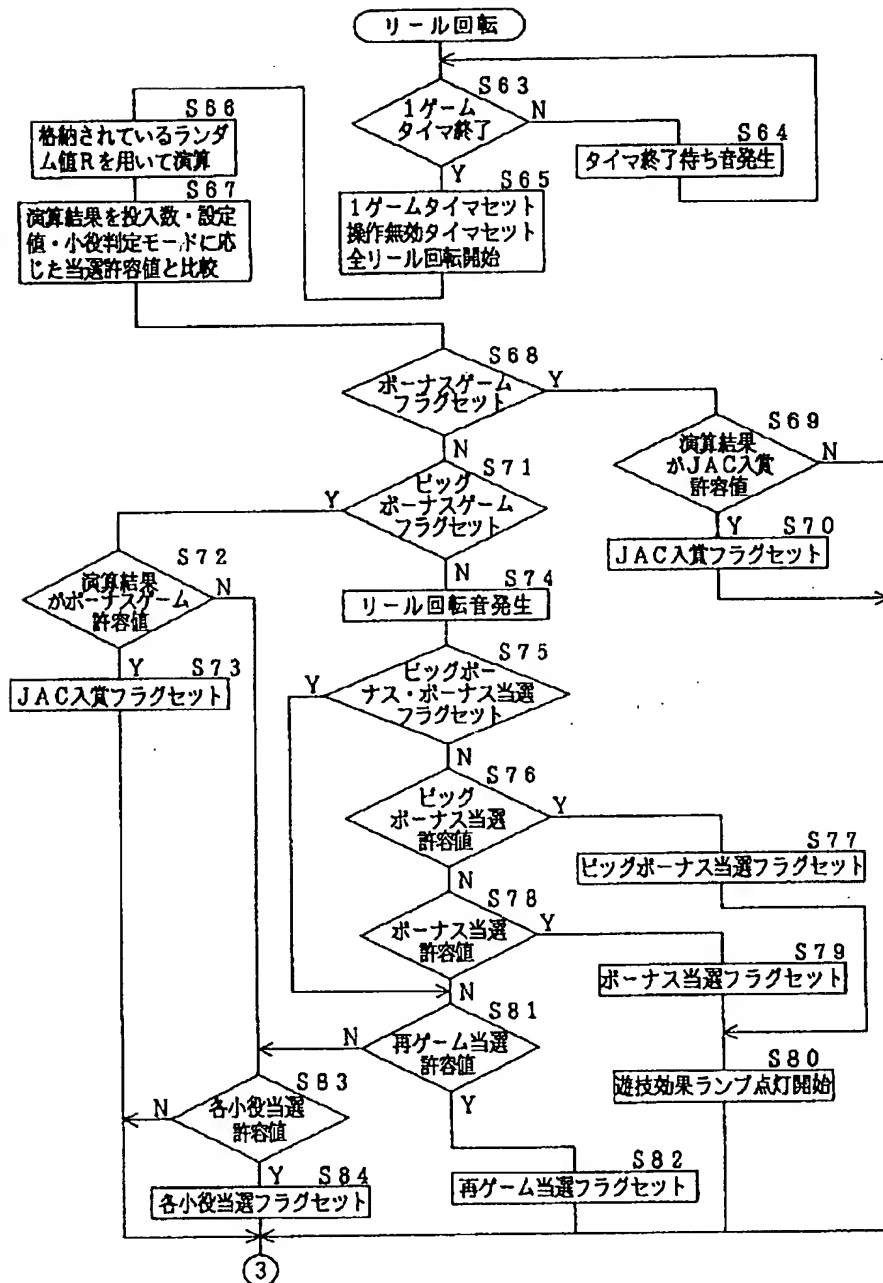 リール回転
S63
1ゲーム
タイマ終了
N
Y
S64
タイマ終了待ち音発生
S65
1ゲームタイマセット
操作無効タイマセット
全リール回転開始
S66
格納されているランダ
ム値Rを用いて演算
S67
演算結果を投入数・設定
値・小役判定モードに応
じた当選許容値と比較
S68
ボーナスゲーム
フラグセット
Y
N
S69
演算結果
がJAC入賞
許容値
N
Y
S70
JAC入賞フラグセット
S71
ビッグ
ボーナスゲーム
フラグセット
Y
N
S72
演算結果
がボーナスゲーム
許容値
N
Y
S73
JAC入賞フラグセット
S74
リール回転音発生
S75
ビッグボー
ナス・ボーナス当選
フラグセット
Y
N
S76
ビッグ
ボーナス当選
許容値
Y
N
S77
ビッグボーナス当選フラグセット
S78
ボーナス当選
許容値
Y
N
S79
ボーナス当選フラグセット
S80
遊技効果ランプ点灯開始
S81
再ゲーム当選
許容値
N
Y
S82
再ゲーム当選フラグセット
S83
各小役当選
許容値
N
Y
S84
各小役当選フラグセット
3